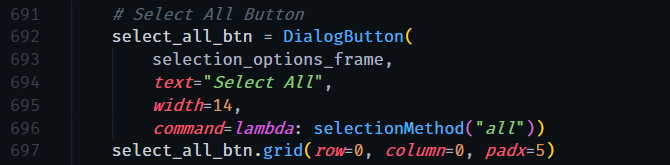 691 # Select All Button
692 select_all_btn = DialogButton(
693 selection_options_frame,
694 text="Select All",
695 width=14,
696 command=lambda: selectionMethod("all"))
697 select_all_btn.grid(row=0, column=0, padx=5)